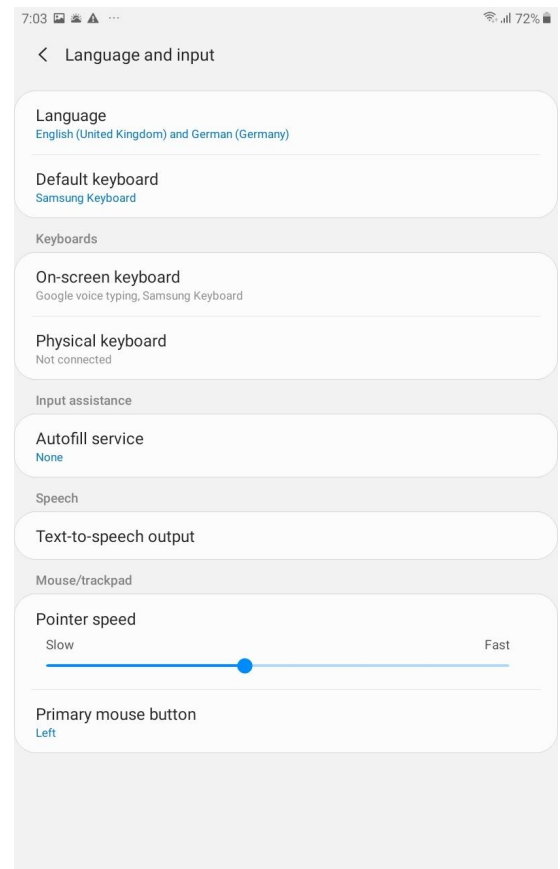 7:03 72%
Language and input
Language
English (United Kingdom) and German (Germany)
Default keyboard
Samsung Keyboard
Keyboards
On-screen keyboard
Google voice typing, Samsung Keyboard
Physical keyboard
Not connected
Input assistance
Autofill service
None
Speech
Text-to-speech output
Mouse/trackpad
Pointer speed
Slow Fast
Primary mouse button
Left